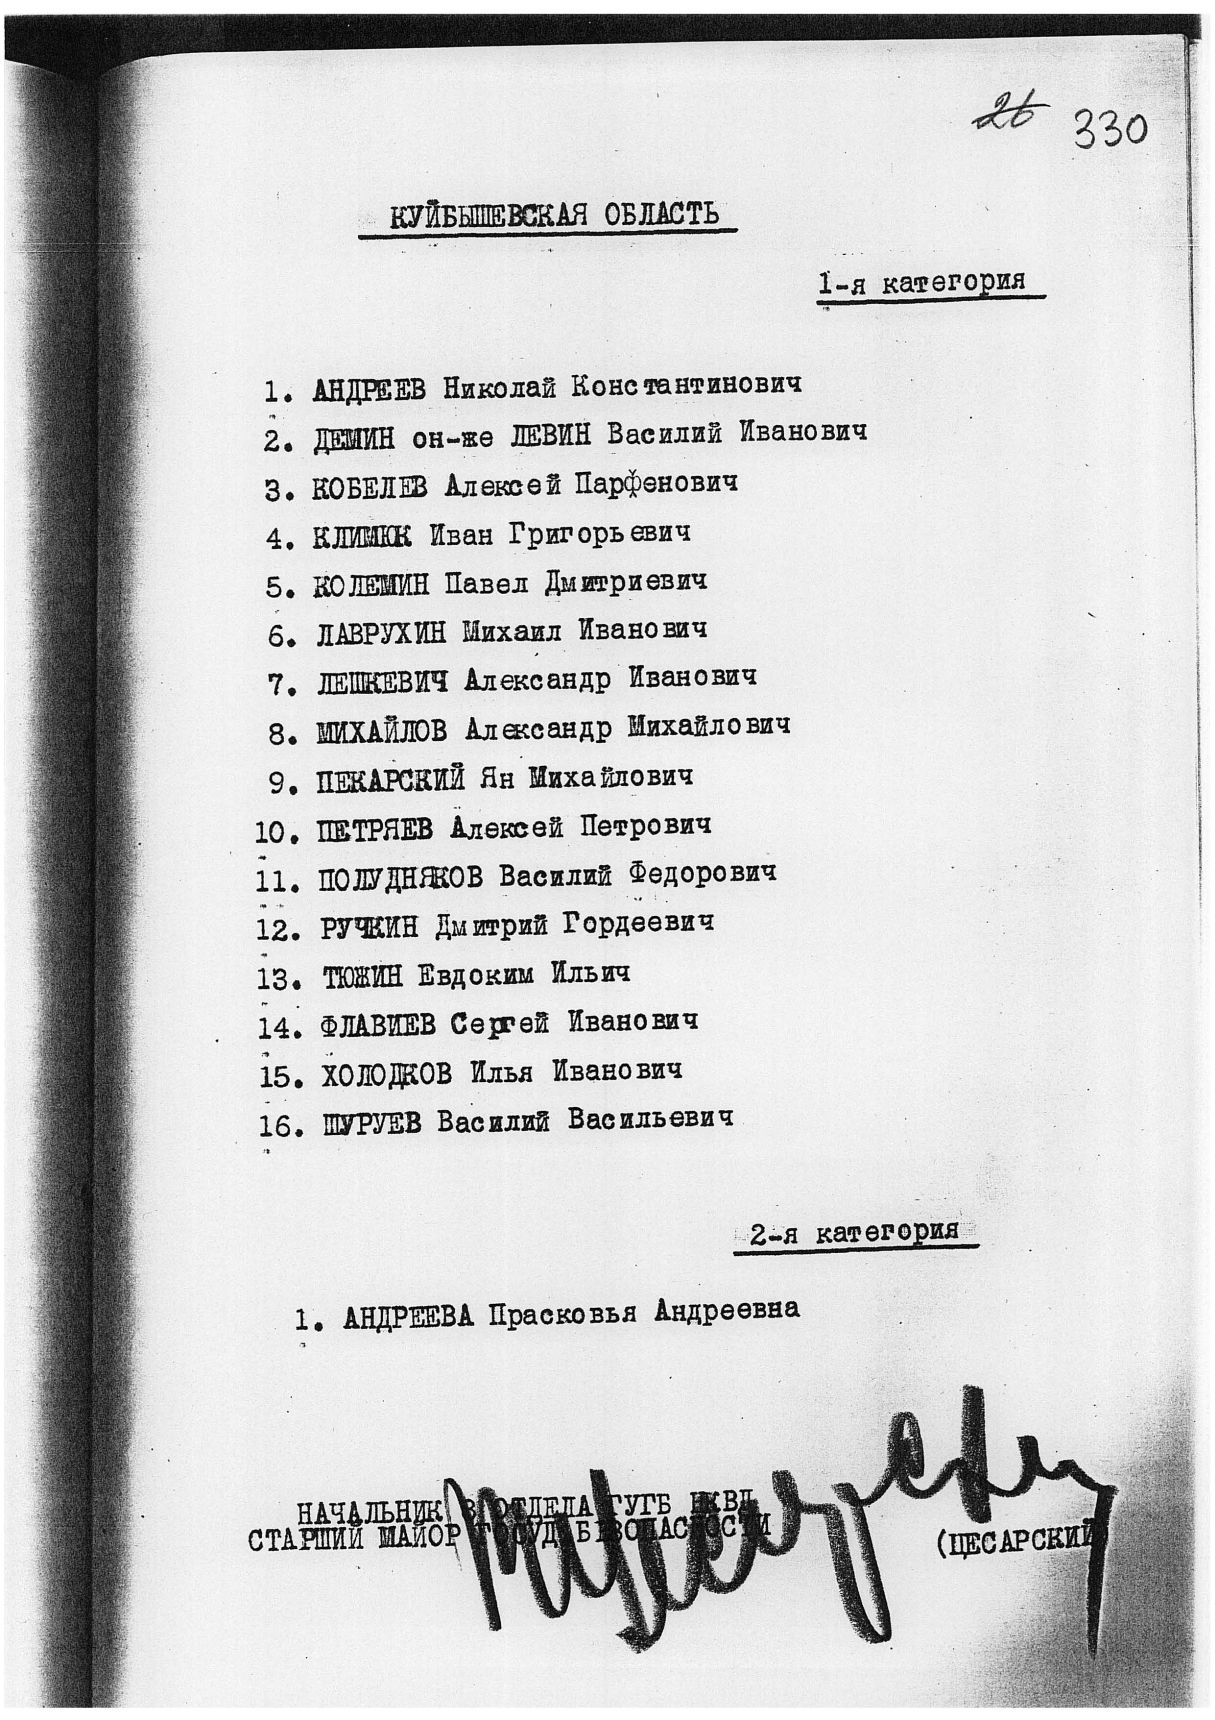 26 330
КУЙБЫШЕВСКАЯ ОБЛАСТЬ
1-я категория
1. АНДРЕЕВ Николай Константинович
2. ДЕМИН он-же ЛЕВИН Василий Иванович
3. КОБЕЛЕВ Алексей Парфенович
4. КЛИМЮК Иван Григорьевич
5. КОЛЕМИН Павел Дмитриевич
6. ЛАВРУХИН Михаил Иванович
7. ЛЕШКЕВИЧ Александр Иванович
8. МИХАЙЛОВ Александр Михайлович
9. ПЕКАРСКИЙ Ян Михайлович
10. ПЕТРЯЕВ Алексей Петрович
11. ПОЛУДНЯКОВ Василий Федорович
12. РУЧКИН Дмитрий Гордеевич
13. ТЮЖИН Евдоким Ильич
14. ФЛАВИЕВ Сергей Иванович
15. ХОЛОДКОВ Илья Иванович
16. ШУРУЕВ Василий Васильевич
2-я категория
1. АНДРЕЕВА Прасковья Андреевна
НАЧАЛЬНИК 8 ОТДЕЛА ГУГБ НКВД
СТАРШИЙ МАЙОР ГОСУД.БЕЗОПАСНОСТИ
(ЦЕСАРСКИЙ)